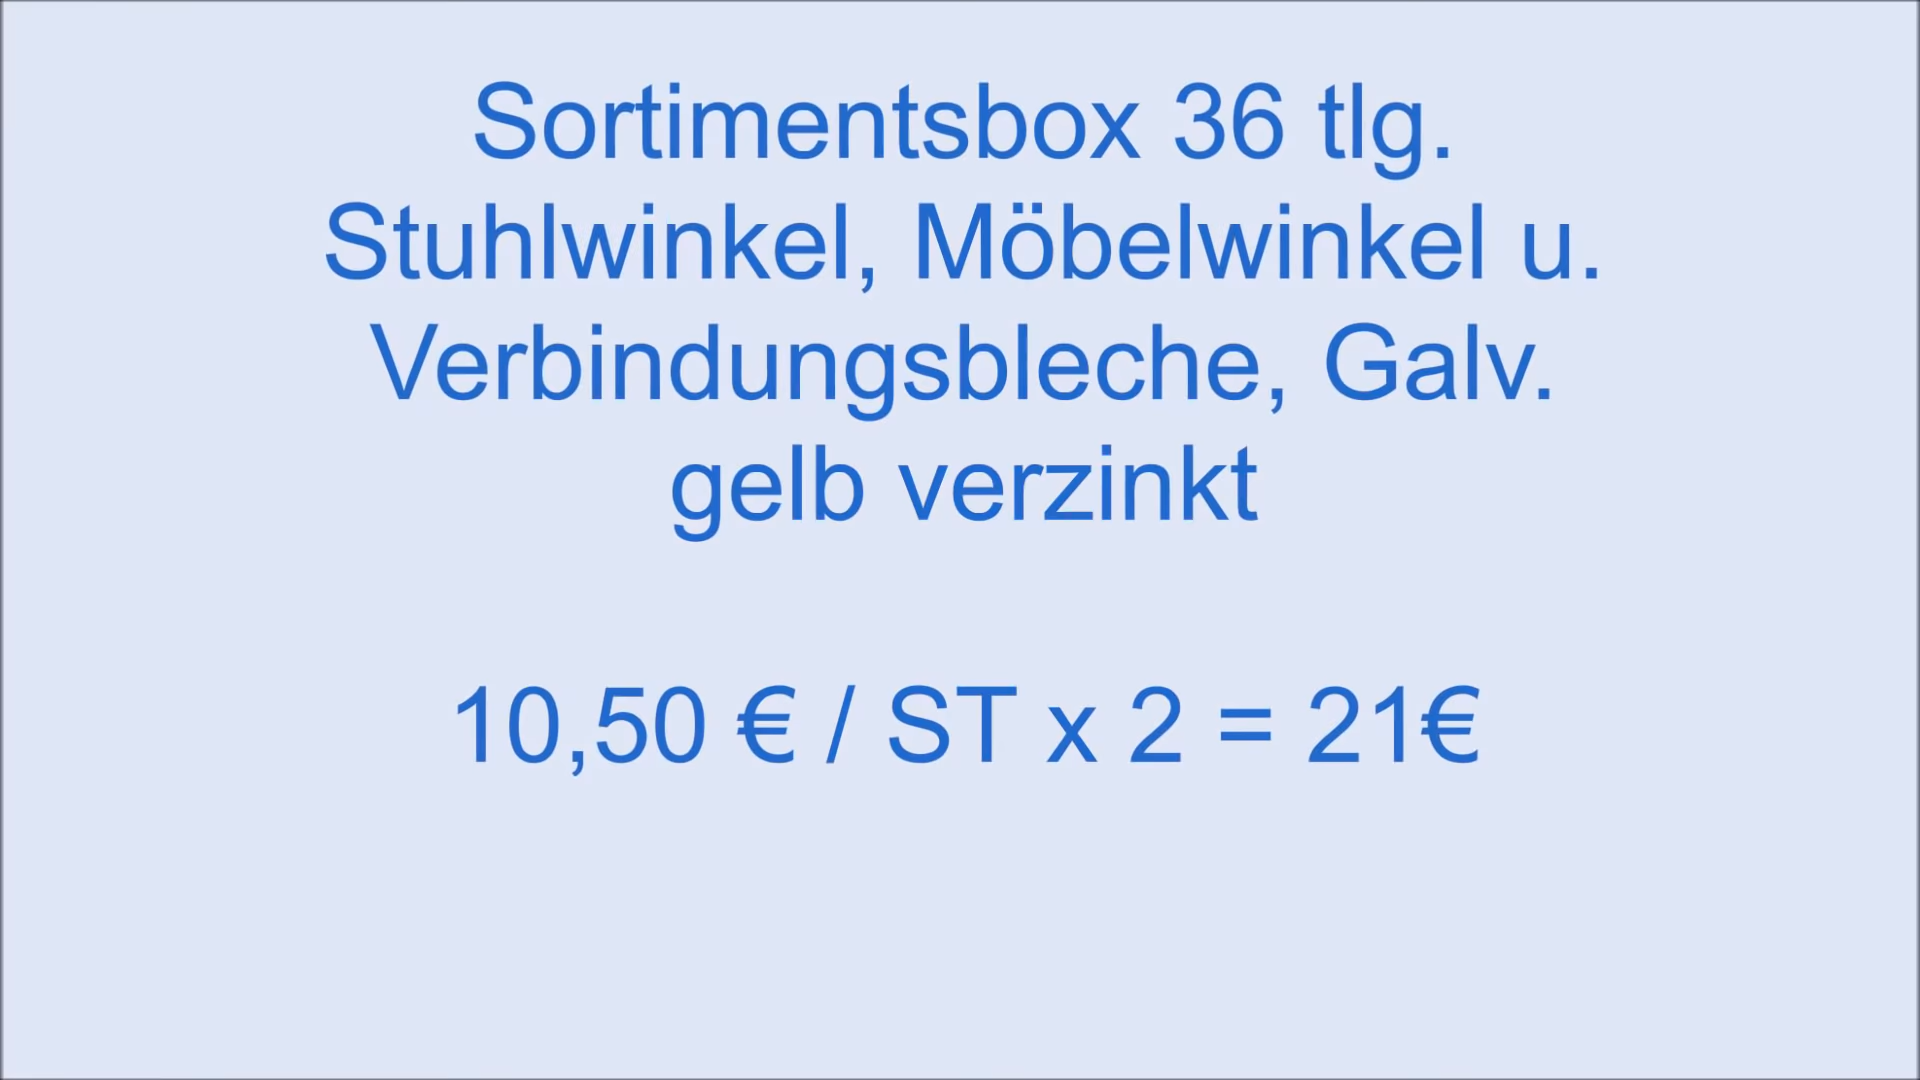 Sortimentsbox 36 tlg.
Stuhlwinkel, Möbelwinkel u.
Verbindungsbleche, Galv.
gelb verzinkt
10,50 € / ST x 2 = 21€